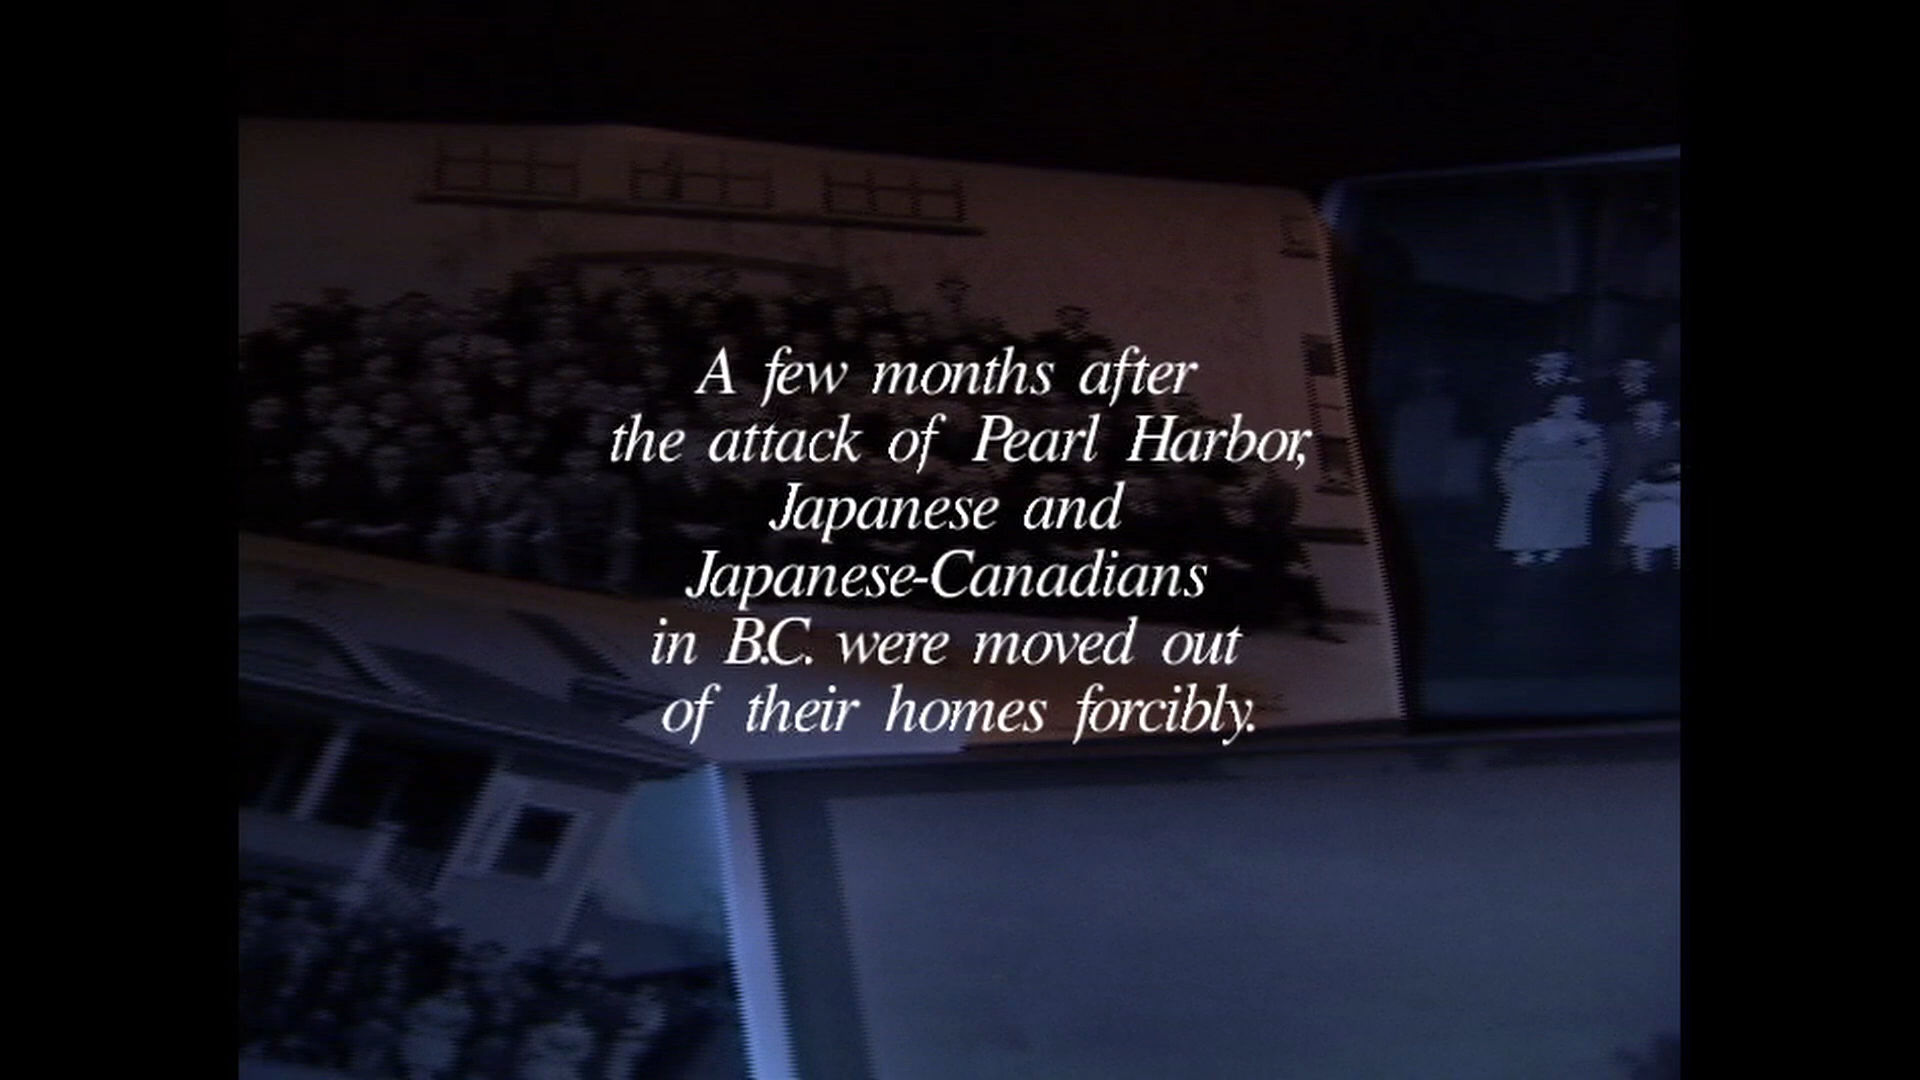 A few months after
the attack of Pearl Harbor,
Japanese and
Japanese-Canadians
in B.C. were moved out
of their homes forcibly.